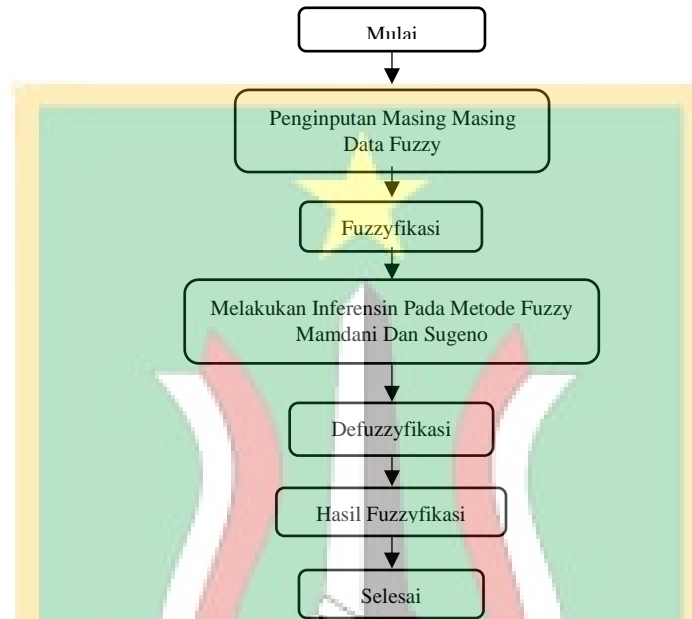 Mulai
Penginputan Masing Masing
Data Fuzzy
Fuzzyfikasi
Melakukan Inferensin Pada Metode Fuzzy
Mamdani Dan Sugeno
Defuzzyfikasi
Hasil Fuzzyfikasi
Selesai